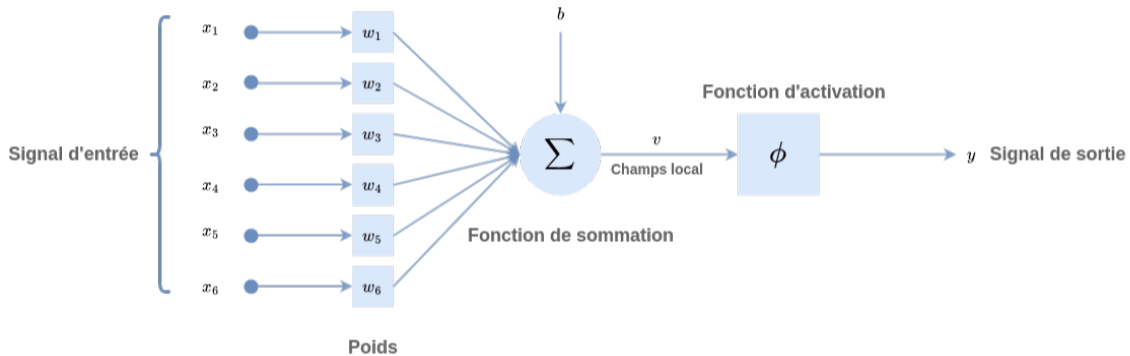 b
x₁ w₁
x₂ w₂
Fonction d'activation
x₃ w₃
Signal d'entrée
∑
v
Champs local
ϕ
y Signal de sortie
x₄ w₄
x₅ w₅
Fonction de sommation
x₆ w₆
Poids